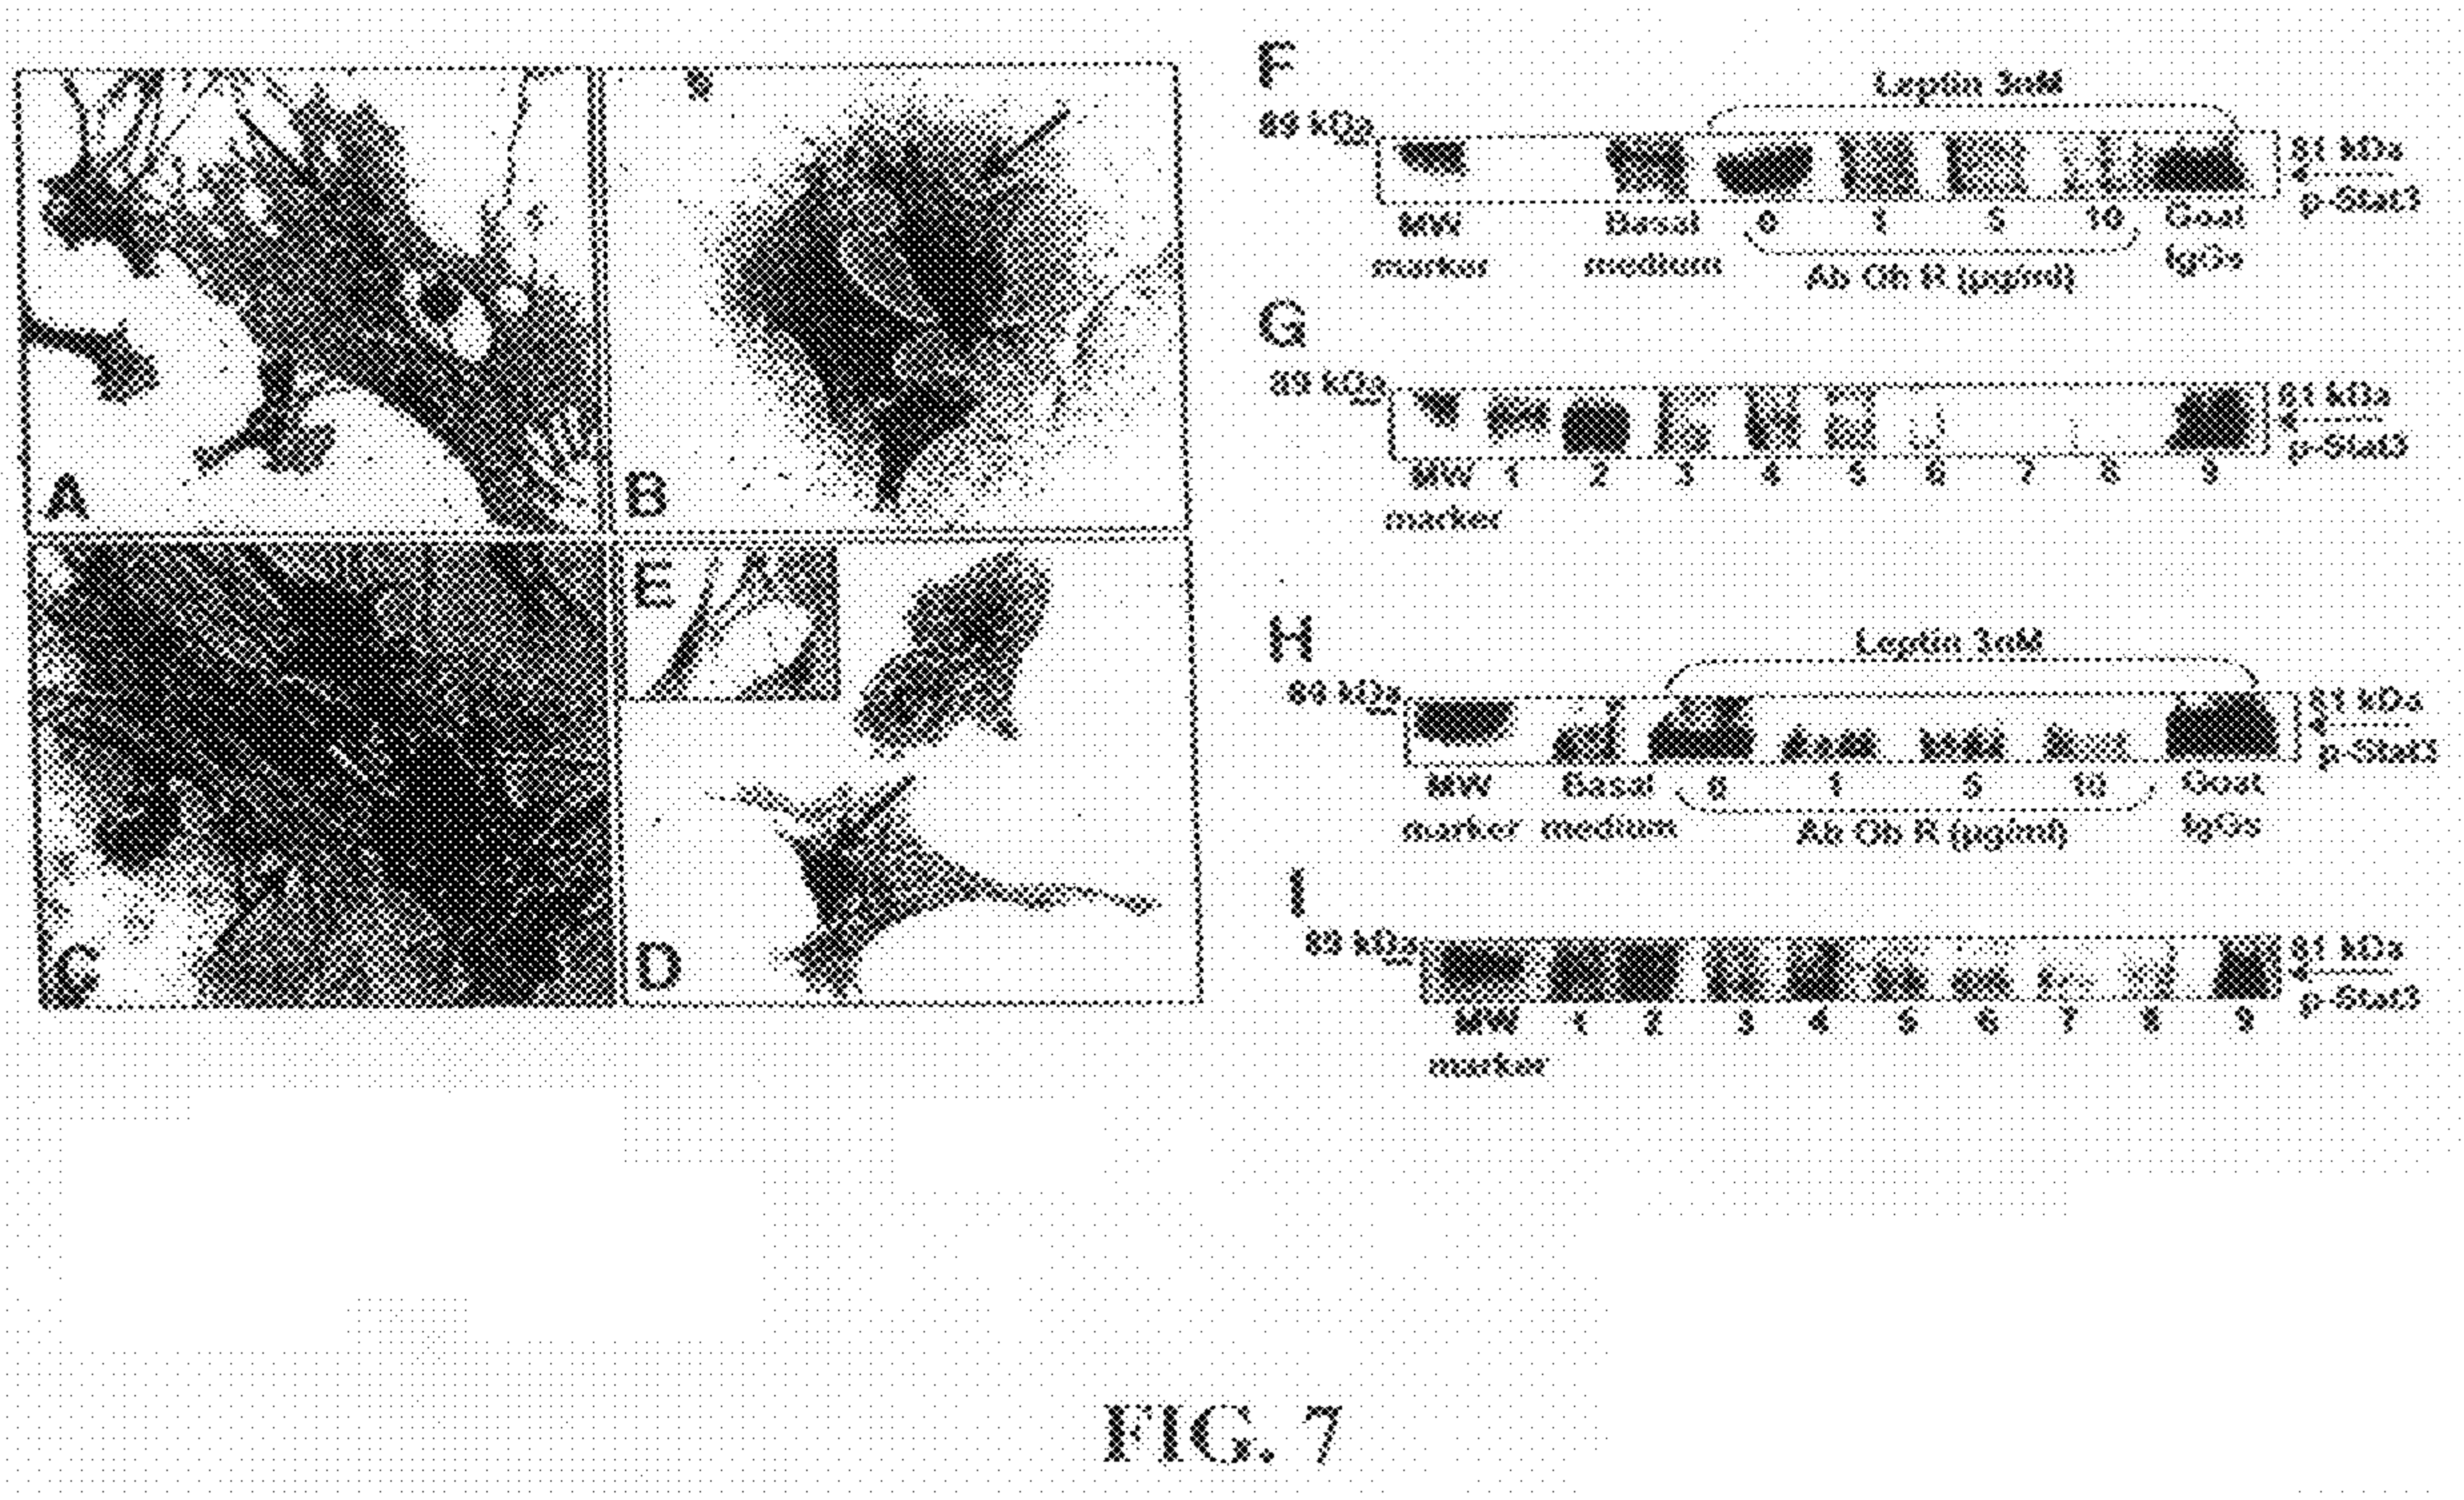 A
B
C
D
E
F
Leptin 3nM
89 kDa
81 kDa
p-Stat3
MW
marker
Basal
medium
0 1 5 10
Ab Ob R (μg/ml)
Goat
IgGs
G
89 kDa
81 kDa
p-Stat3
MW
marker
1 2 3 4 5 6 7 8 9
H
Leptin 3nM
89 kDa
81 kDa
p-Stat3
MW
marker
Basal
medium
0 1 5 10
Ab Ob R (μg/ml)
Goat
IgGs
I
89 kDa
81 kDa
p-Stat3
MW
marker
1 2 3 4 5 6 7 8 9
FIG. 7